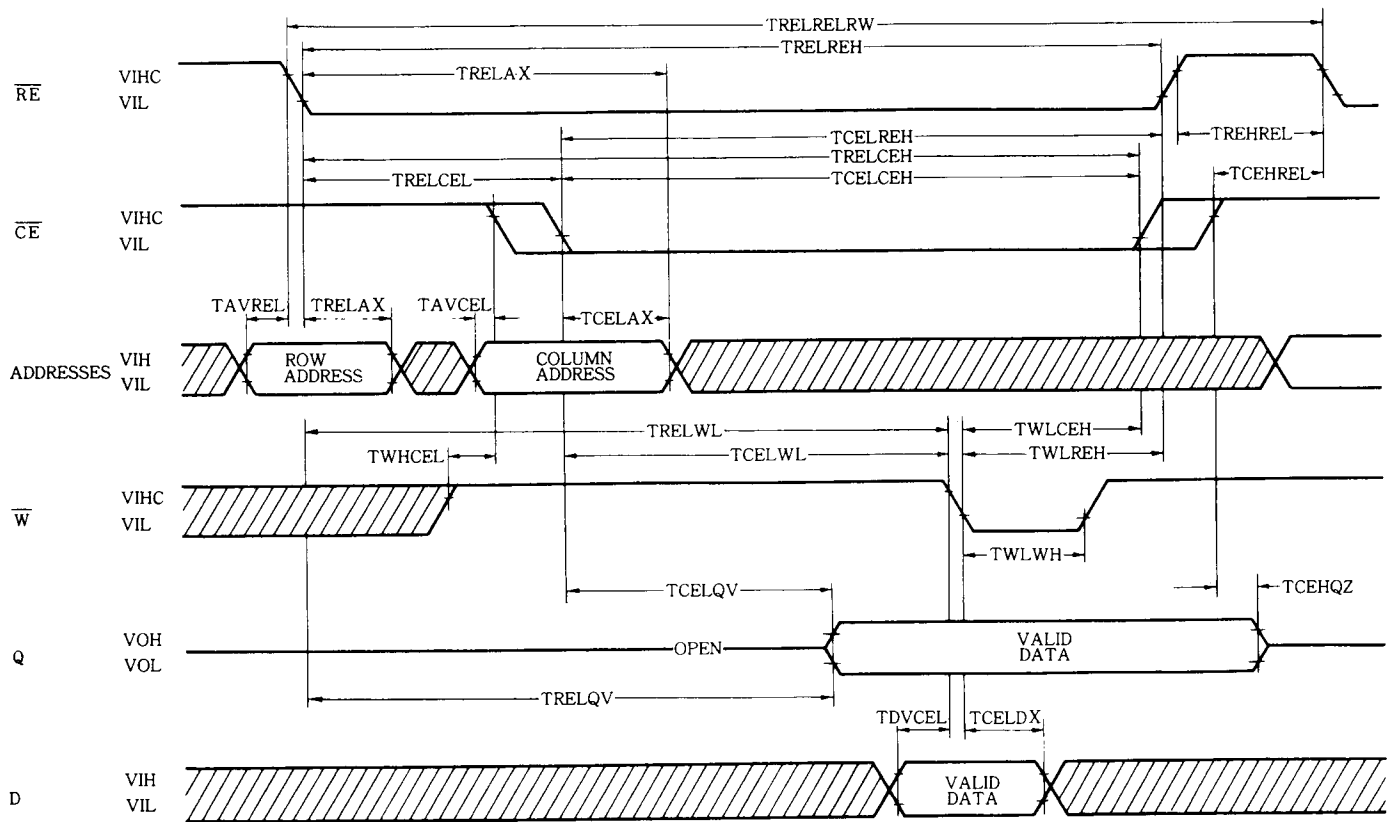 TRELRELRW
TRELREH
VIHC
TRELAX
RE
VIL
TCELREH
TREHREL
TRELCEH
TRELCEL
TCELCEH
TCEHREL
VIHC
CE
VIL
TAVREL
TRELAX
TAVCEL
TCELAX
VIH
ROW
ADDRESS
COLUMN
ADDRESS
ADDRESSES
VIL
TRELWL
TWLCEH
TWHCEL
TCELWL
TWLREH
VIHC
W
VIL
TWLWH
TCELQV
TCEHQZ
VOH
Q
OPEN
VALID
DATA
VOL
TRELQV
TDVCEL
TCELDX
VIH
D
VALID
DATA
VIL